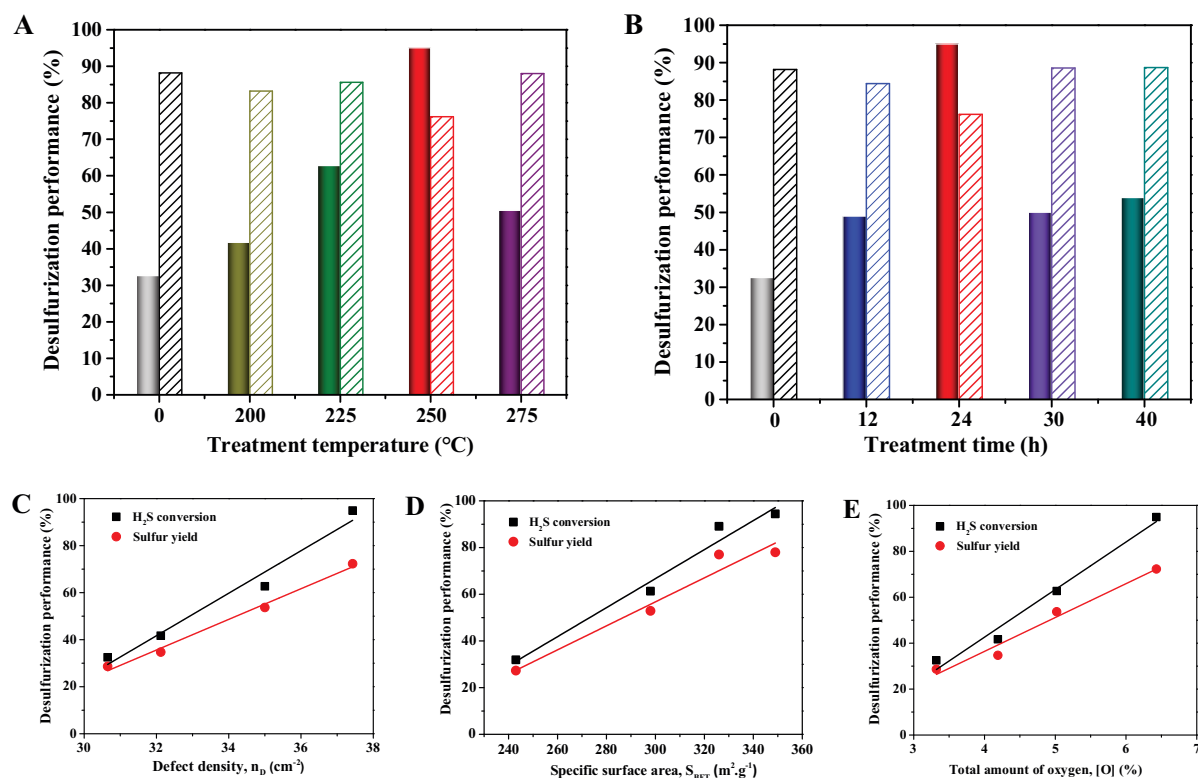 A
Desulfurization performance (%)
100
90
80
70
60
50
40
30
20
10
0
0 200 225 250 275
Treatment temperature (°C)
B
Desulfurization performance (%)
100
90
80
70
60
50
40
30
20
10
0
0 12 24 30 40
Treatment time (h)
C
Desulfurization performance (%)
100
80
60
40
20
0
H₂S conversion
Sulfur yield
30 32 34 36 38
Defect density, n_D (cm⁻²)
D
Desulfurization performance (%)
100
80
60
40
20
0
H₂S conversion
Sulfur yield
240 260 280 300 320 340 360
Specific surface area, S_BET (m².g⁻¹)
E
Desulfurization performance (%)
100
80
60
40
20
0
H₂S conversion
Sulfur yield
3 4 5 6 7
Total amount of oxygen, [O] (%)